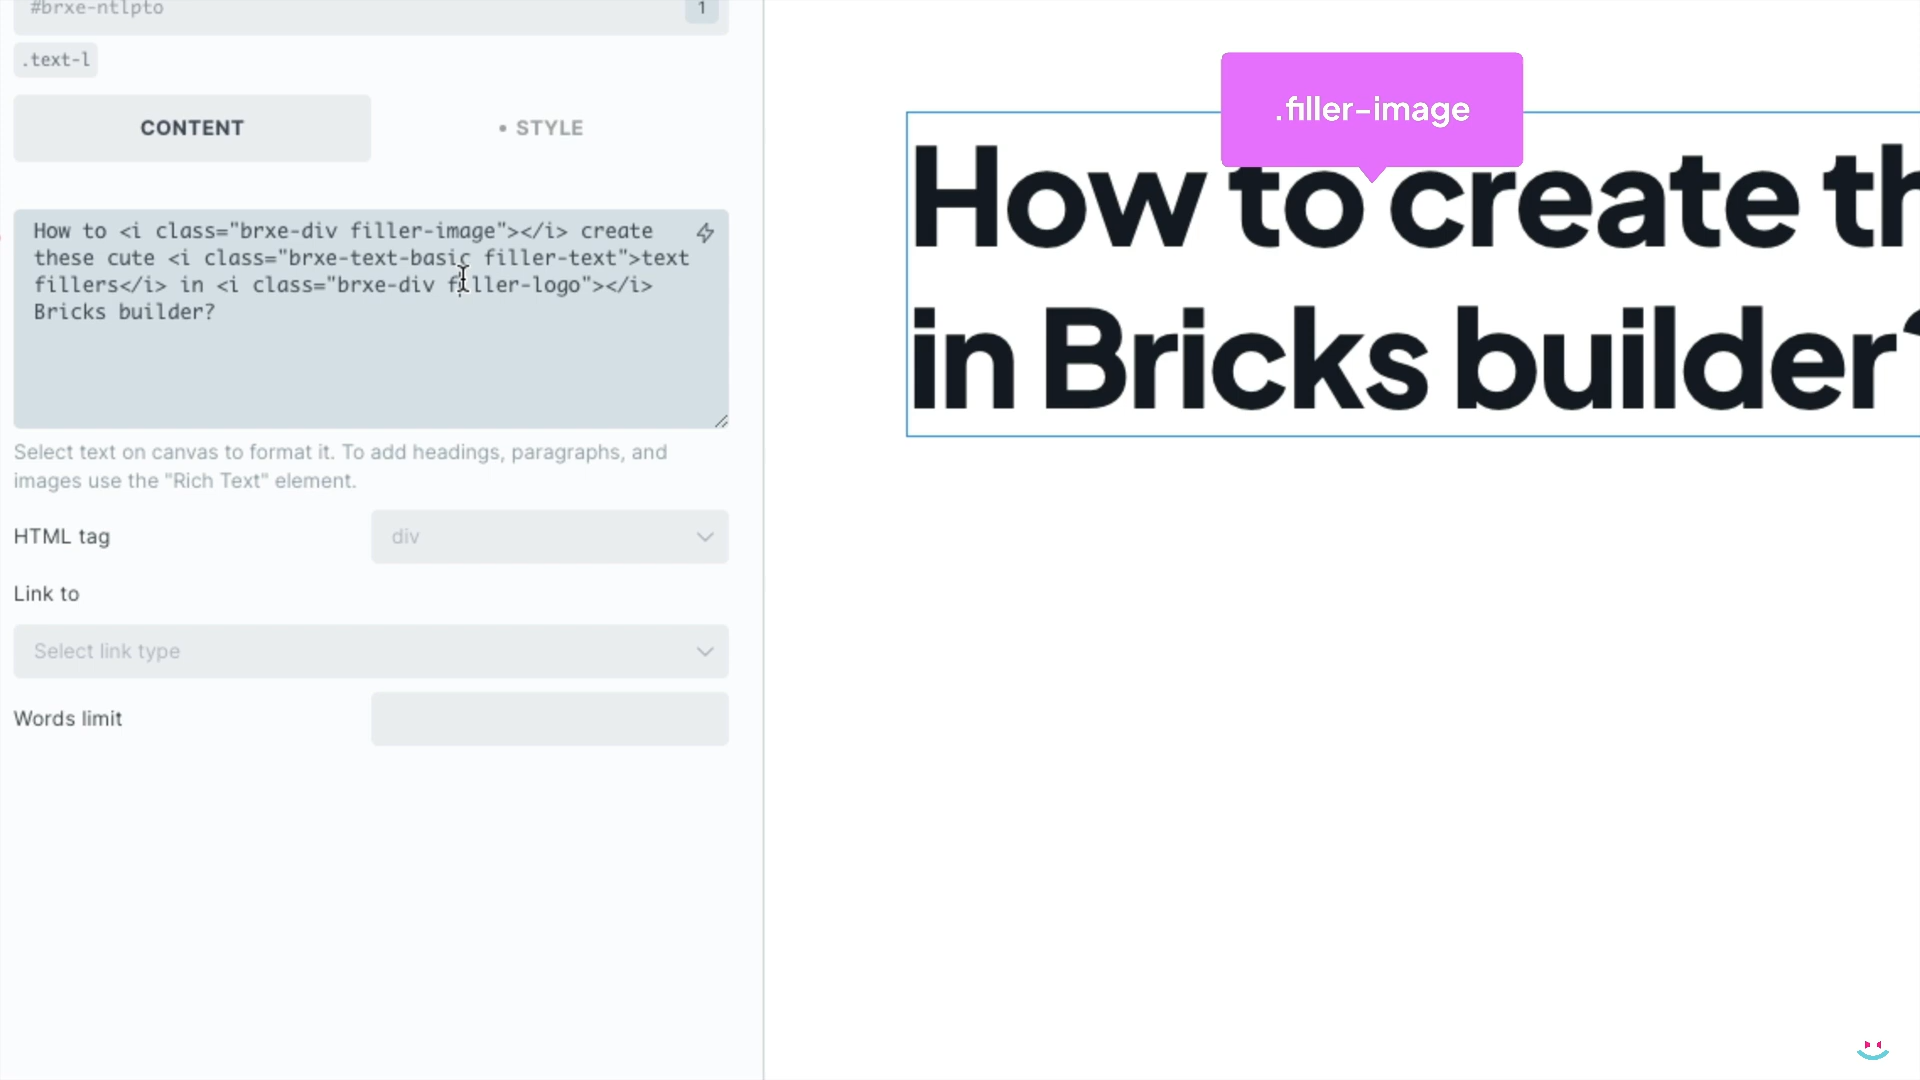 #brxe-ntlpto
1
.text-l
CONTENT
• STYLE
How to <i class="brxe-div filler-image"></i> create
these cute <i class="brxe-text-basic filler-text">text
fillers</i> in <i class="brxe-div filler-logo"></i>
Bricks builder?
Select text on canvas to format it. To add headings, paragraphs, and
images use the "Rich Text" element.
HTML tag
div
Link to
Select link type
Words limit
.filler-image
How to create th
in Bricks builder?